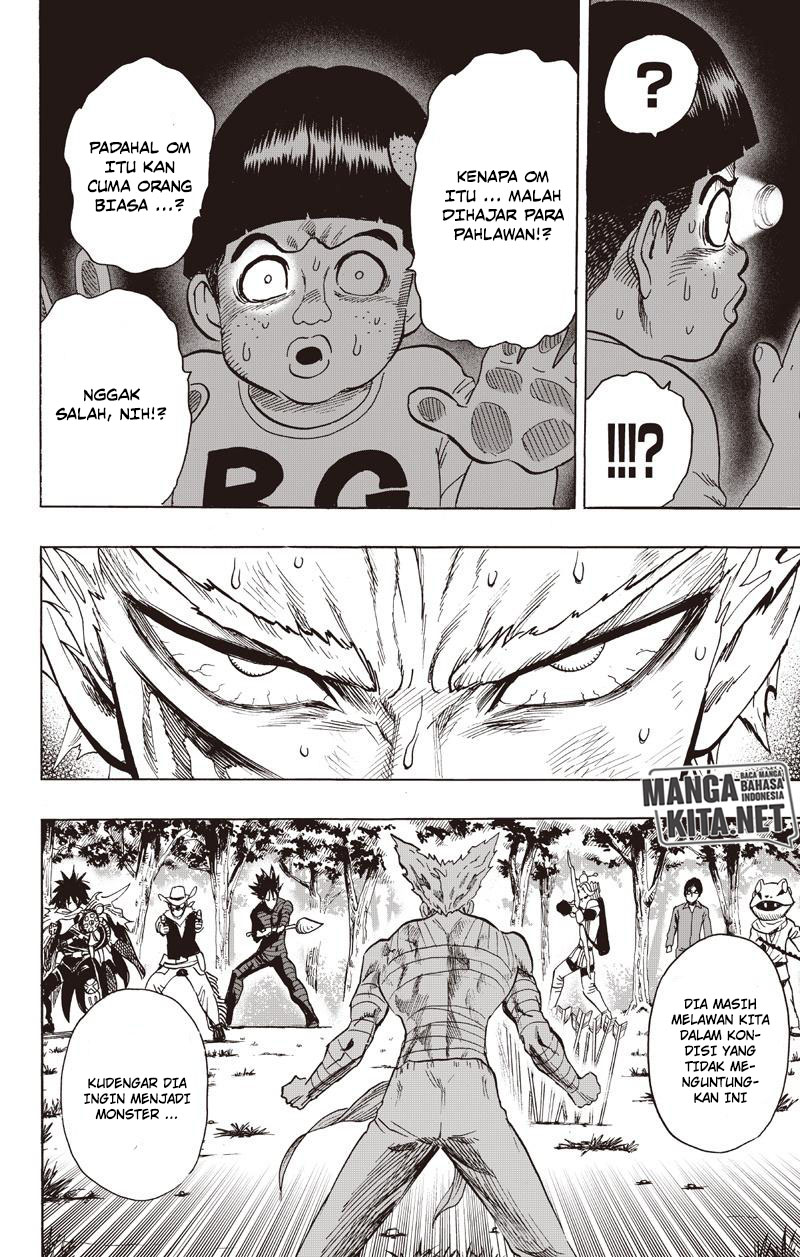 ?
!!!?
KENAPA OM
ITU ... MALAH
DIHAJAR PARA
PAHLAWAN!?
PADAHAL OM
ITU KAN
CUMA ORANG
BIASA ...?
NGGAK
SALAH, NIH!?
BG
MANGA
BACA MANGA
BAHASA
INDONESIA
KITA.NET
DIA MASIH
MELAWAN KITA
DALAM KON-
DISI YANG
TIDAK ME-
NGUNTUNG-
KAN INI
KUDENGAR DIA
INGIN MENJADI
MONSTER ...